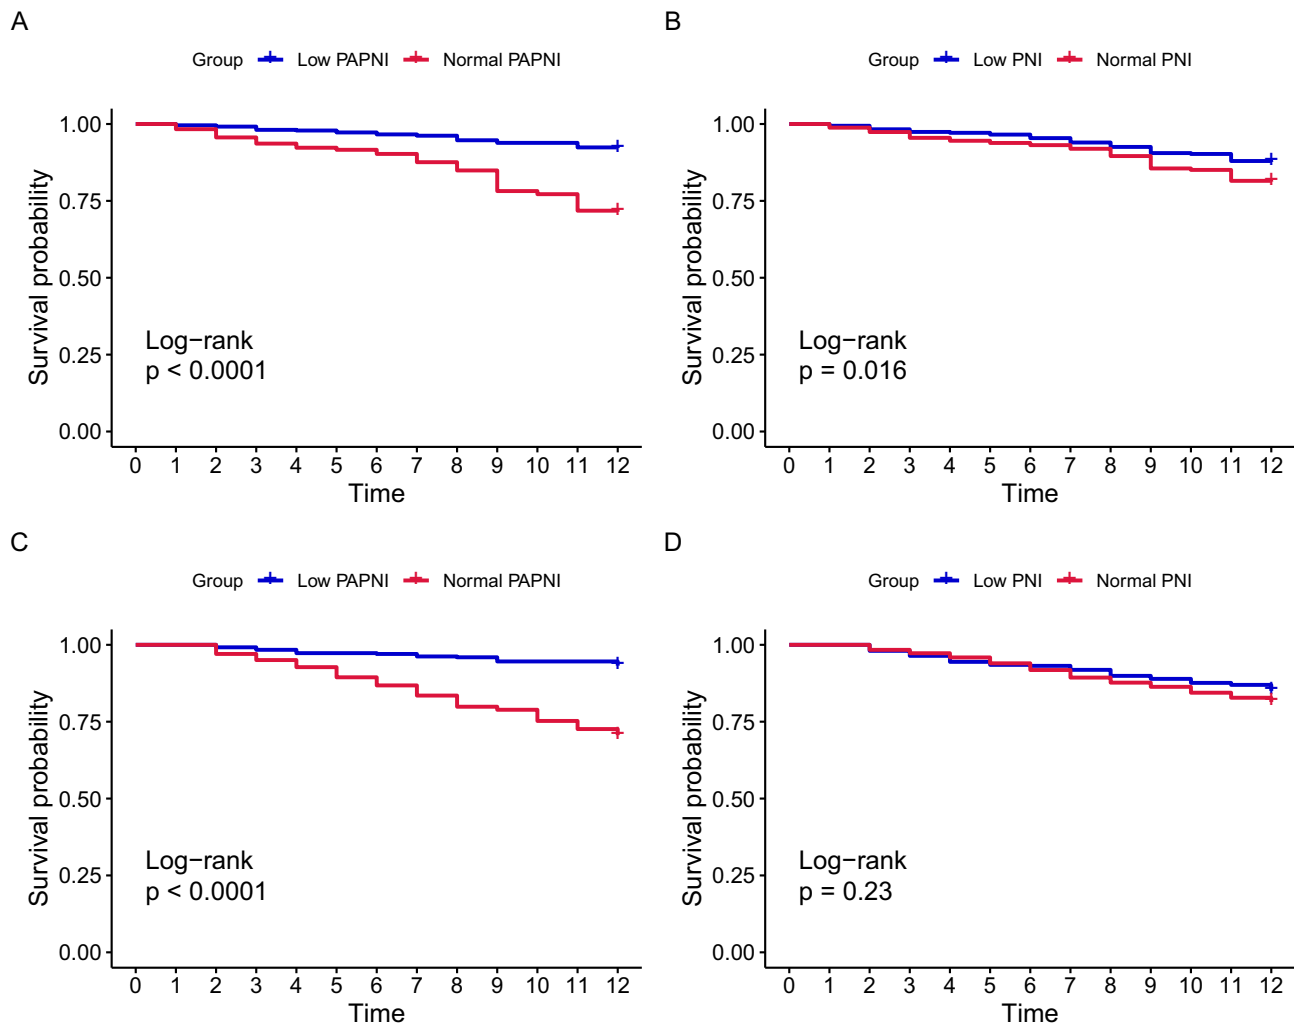 A
Group Low PAPNI Normal PAPNI
Survival probability
1.00
0.75
0.50
0.25
0.00
Log−rank
p < 0.0001
0 1 2 3 4 5 6 7 8 9 10 11 12
Time
B
Group Low PNI Normal PNI
Survival probability
1.00
0.75
0.50
0.25
0.00
Log−rank
p = 0.016
0 1 2 3 4 5 6 7 8 9 10 11 12
Time
C
Group Low PAPNI Normal PAPNI
Survival probability
1.00
0.75
0.50
0.25
0.00
Log−rank
p < 0.0001
0 1 2 3 4 5 6 7 8 9 10 11 12
Time
D
Group Low PNI Normal PNI
Survival probability
1.00
0.75
0.50
0.25
0.00
Log−rank
p = 0.23
0 1 2 3 4 5 6 7 8 9 10 11 12
Time